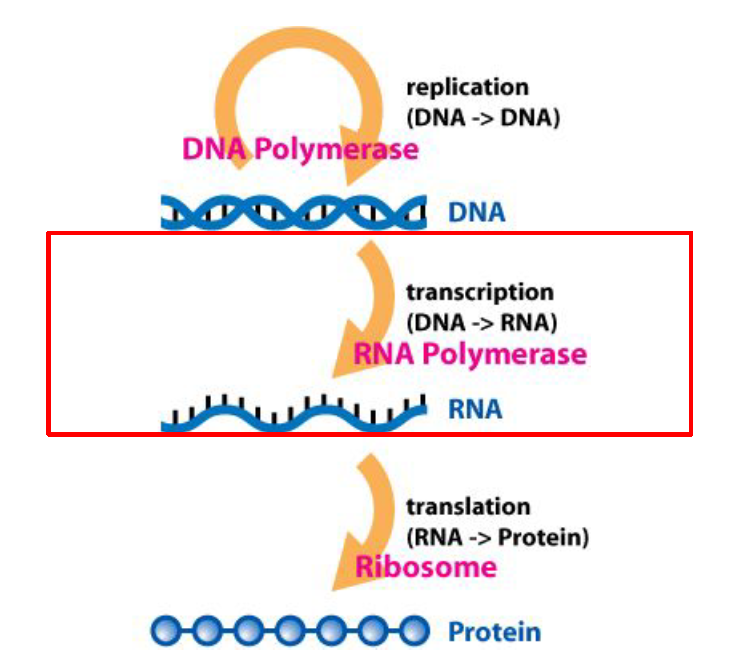 replication
(DNA -> DNA)
DNA Polymerase
DNA
transcription
(DNA -> RNA)
RNA Polymerase
RNA
translation
(RNA -> Protein)
Ribosome
Protein